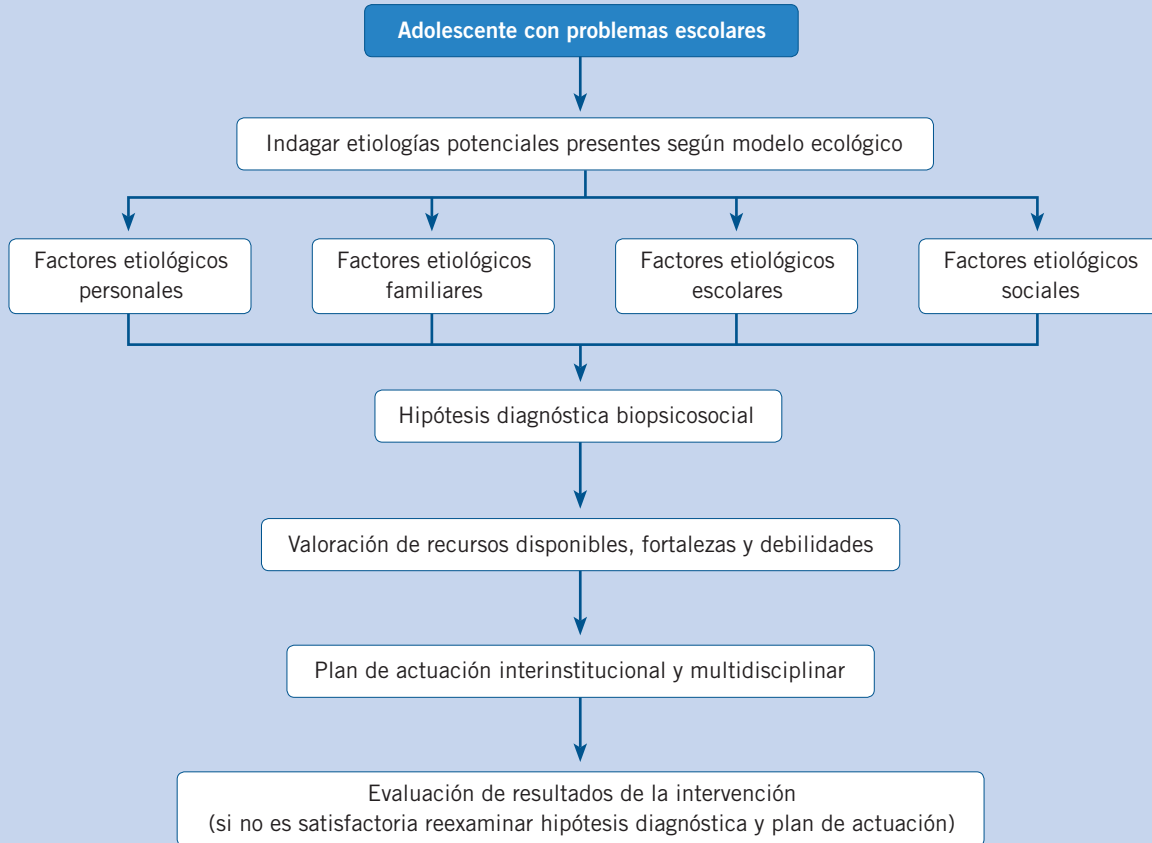 Adolescente con problemas escolares
Indagar etiologías potenciales presentes según modelo ecológico
Factores etiológicos
personales
Factores etiológicos
familiares
Factores etiológicos
escolares
Factores etiológicos
sociales
Hipótesis diagnóstica biopsicosocial
Valoración de recursos disponibles, fortalezas y debilidades
Plan de actuación interinstitucional y multidisciplinar
Evaluación de resultados de la intervención
(si no es satisfactoria reexaminar hipótesis diagnóstica y plan de actuación)